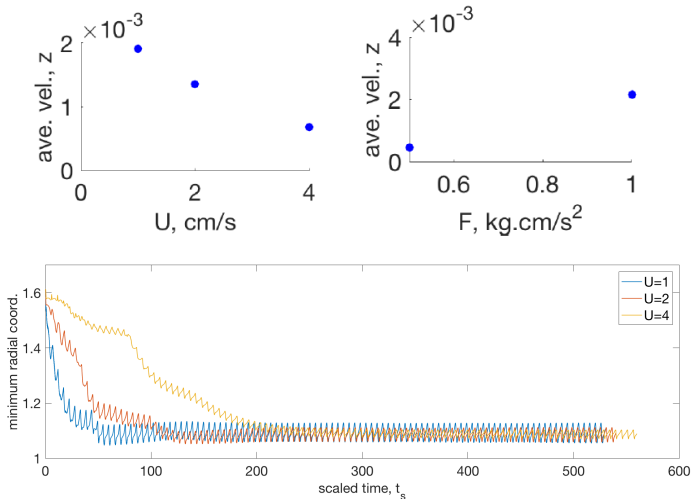 ×10⁻³
2
1
0
ave. vel., z
0
2
4
U, cm/s
×10⁻³
4
2
0
ave. vel., z
0.6
0.8
1
F, kg.cm/s²
1.6
1.4
1.2
1
minimum radial coord.
U=1
U=2
U=4
0
100
200
300
400
500
600
scaled time, tₛ